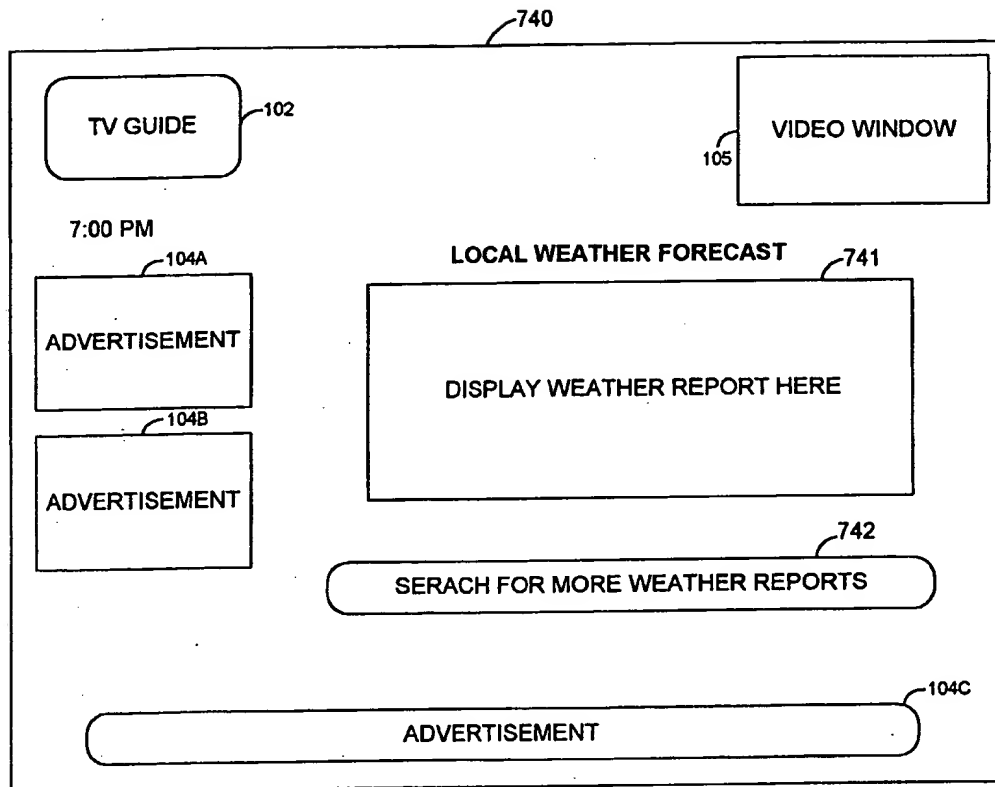 740
TV GUIDE
102
VIDEO WINDOW
105
7:00 PM
LOCAL WEATHER FORECAST
104A
741
ADVERTISEMENT
DISPLAY WEATHER REPORT HERE
104B
ADVERTISEMENT
742
SERACH FOR MORE WEATHER REPORTS
104C
ADVERTISEMENT